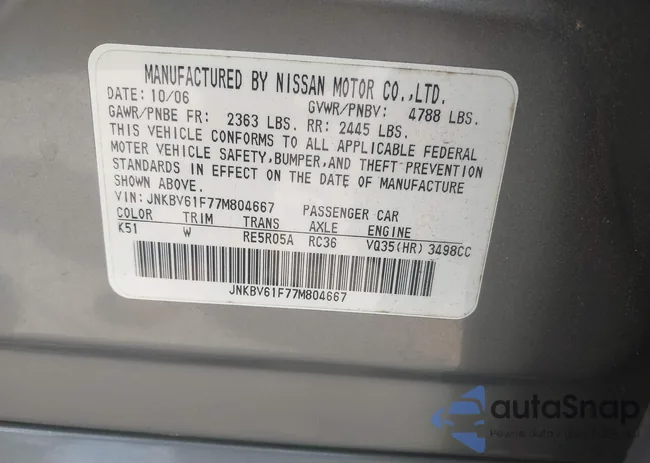 MANUFACTURED BY NISSAN MOTOR CO.,LTD.
DATE: 10/06 GVWR/PNBV: 4788 LBS.
GAWR/PNBE FR: 2363 LBS. RR: 2445 LBS.
THIS VEHICLE CONFORMS TO ALL APPLICABLE FEDERAL
MOTER VEHICLE SAFETY,BUMPER,AND THEFT PREVENTION
STANDARDS IN EFFECT ON THE DATE OF MANUFACTURE
SHOWN ABOVE.
VIN: JNKBV61F77M804667 PASSENGER CAR
COLOR TRIM TRANS AXLE ENGINE
K51 W RE5R05A RC36 VQ35(HR) 3498CC
JNKBV61F77M804667
autaSnap